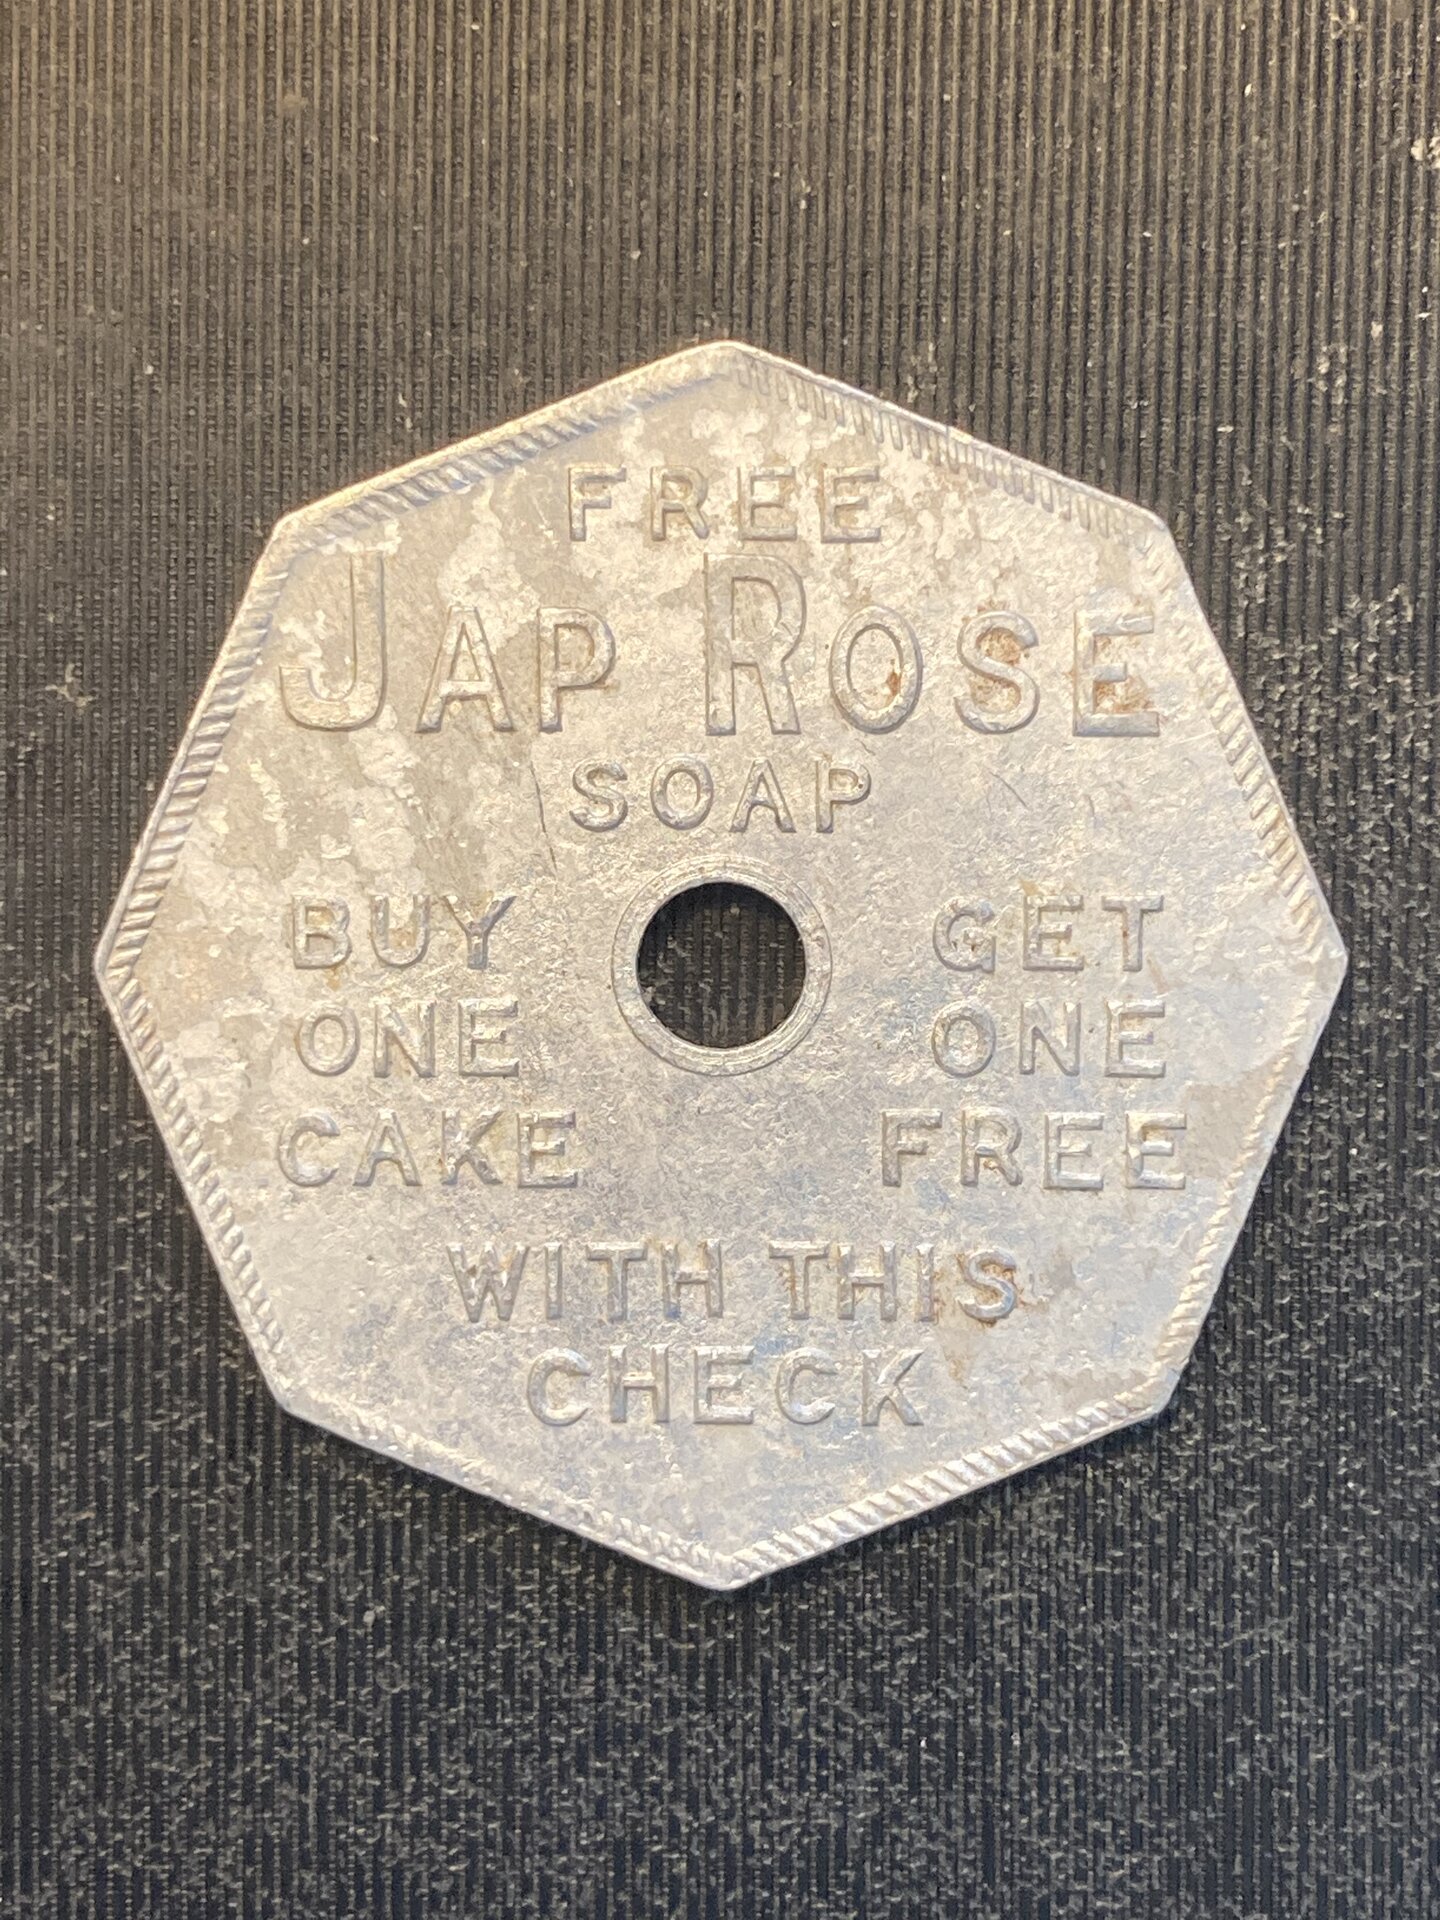 FREE
JAP ROSE
SOAP
BUY GET
ONE ONE
CAKE FREE
WITH THIS
CHECK